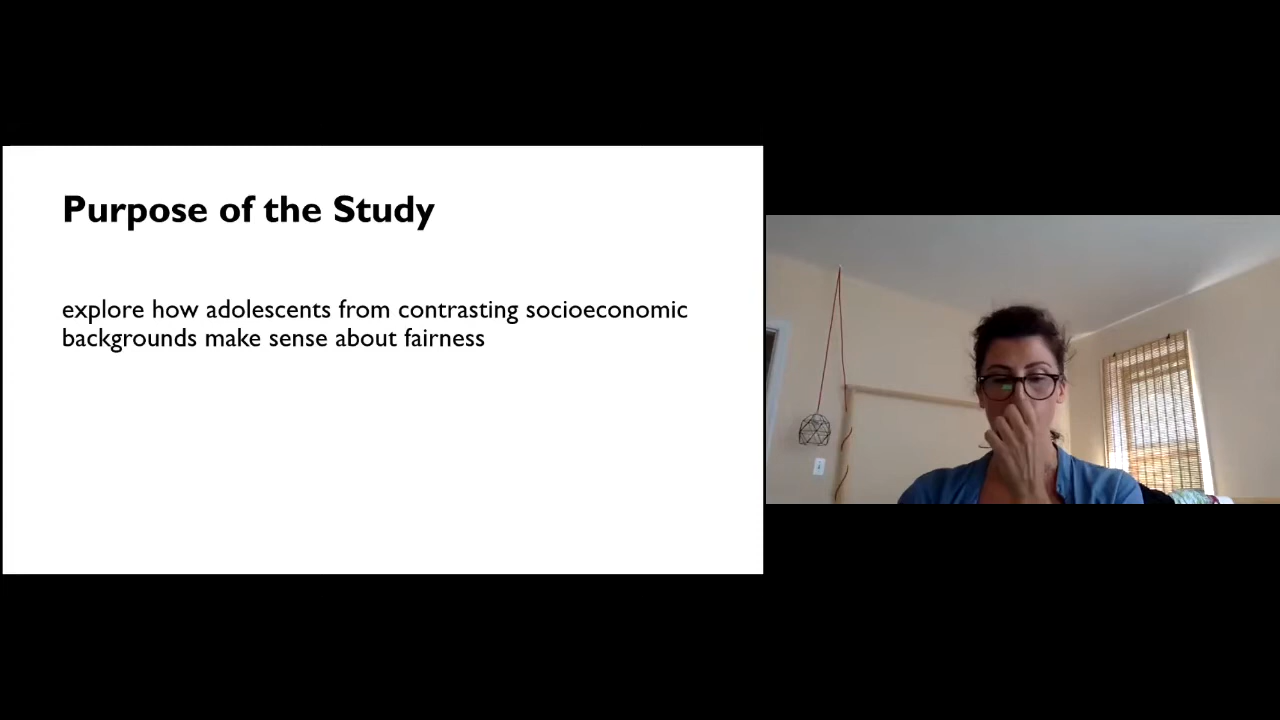 Purpose of the Study
explore how adolescents from contrasting socioeconomic
backgrounds make sense about fairness